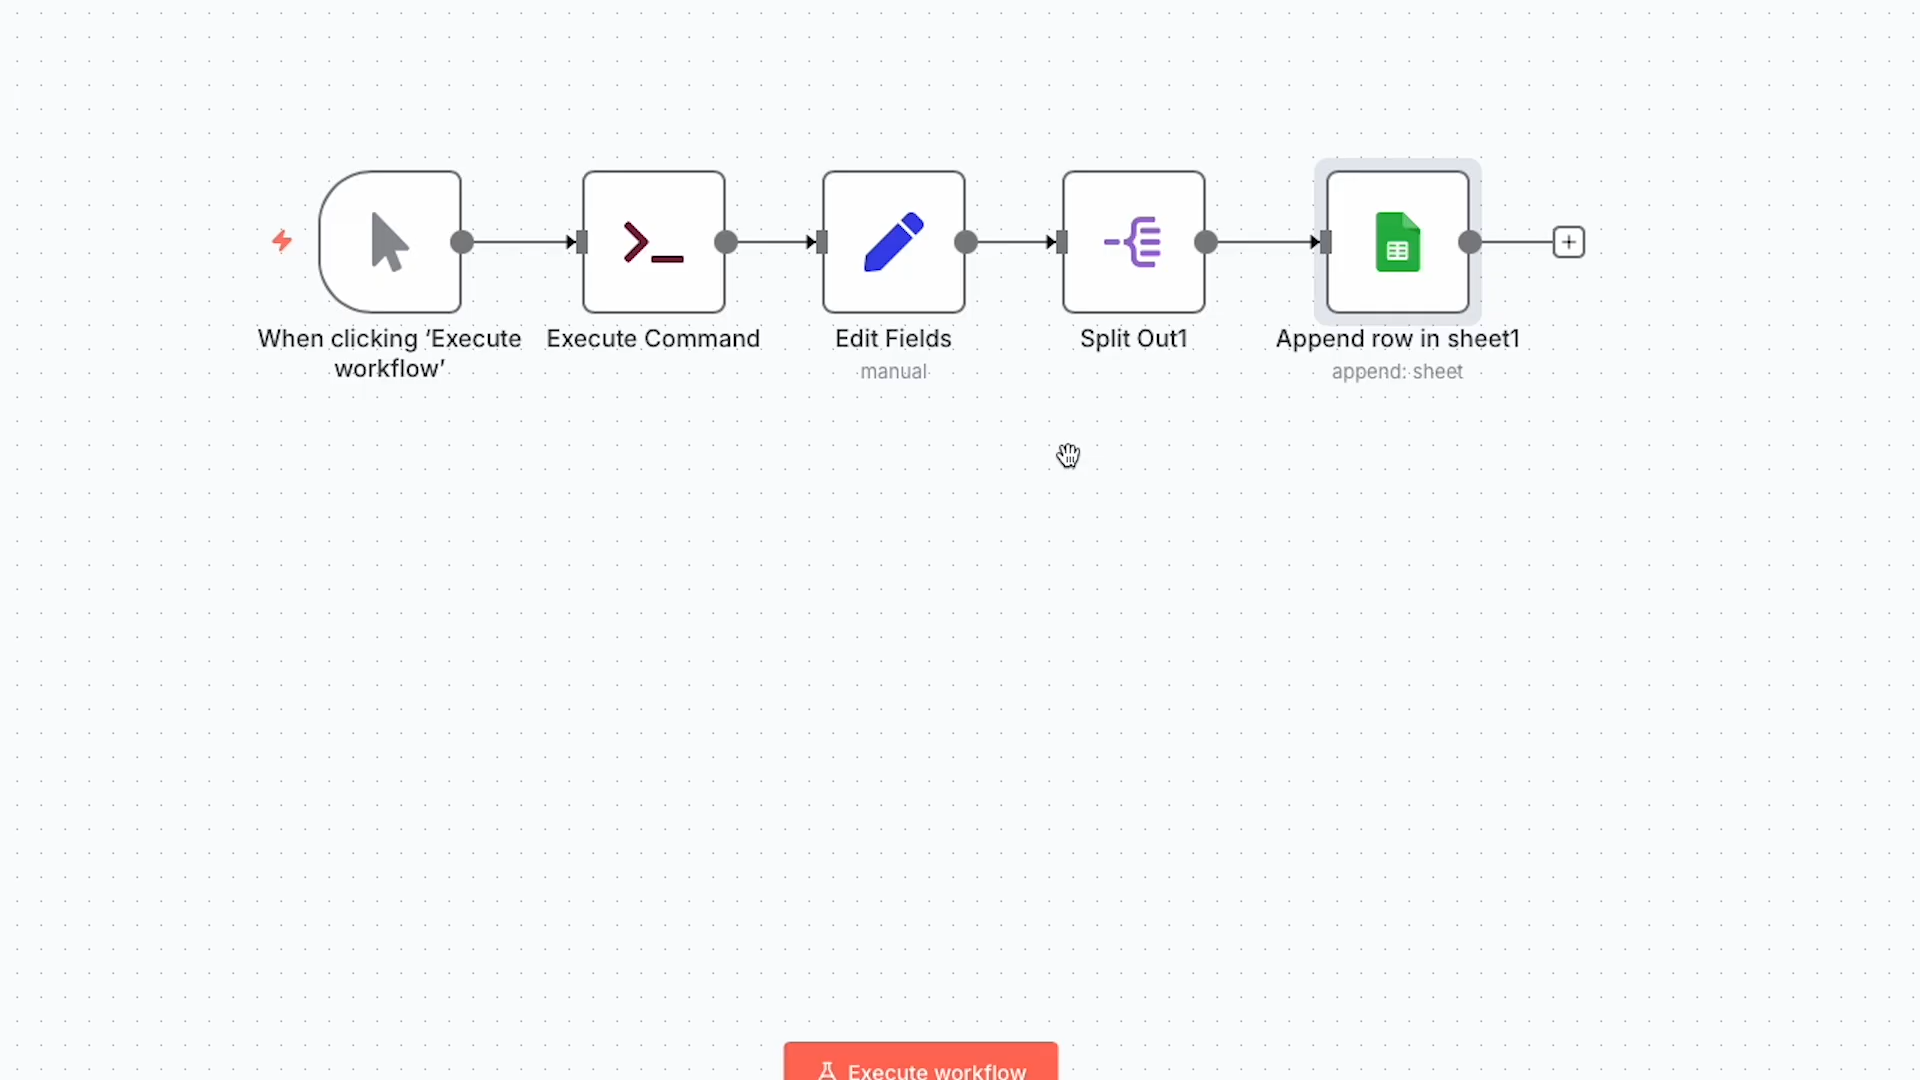 When clicking ‘Execute
workflow’
Execute Command
Edit Fields
manual
Split Out1
Append row in sheet1
append: sheet
Execute workflow